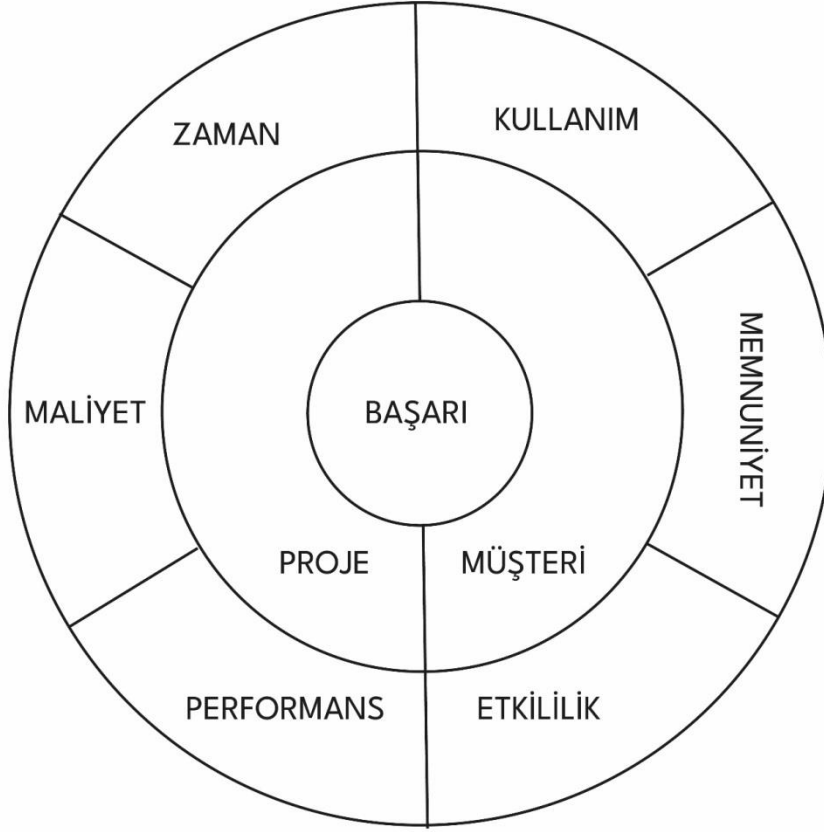 ZAMAN
KULLANIM
MALİYET
BAŞARI
MEMNUNİYET
PROJE
MÜŞTERİ
PERFORMANS
ETKİLİLİK